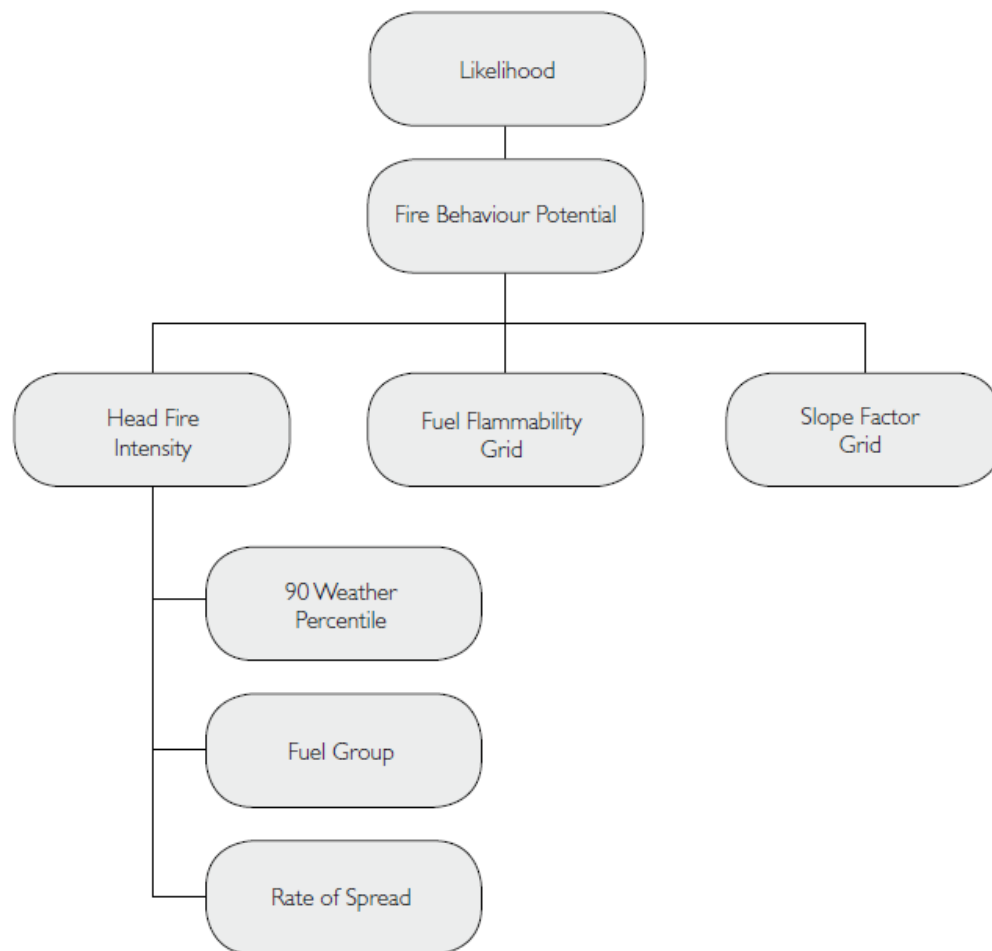 Likelihood
Fire Behaviour Potential
Head Fire
Intensity
Fuel Flammability
Grid
Slope Factor
Grid
90 Weather
Percentile
Fuel Group
Rate of Spread